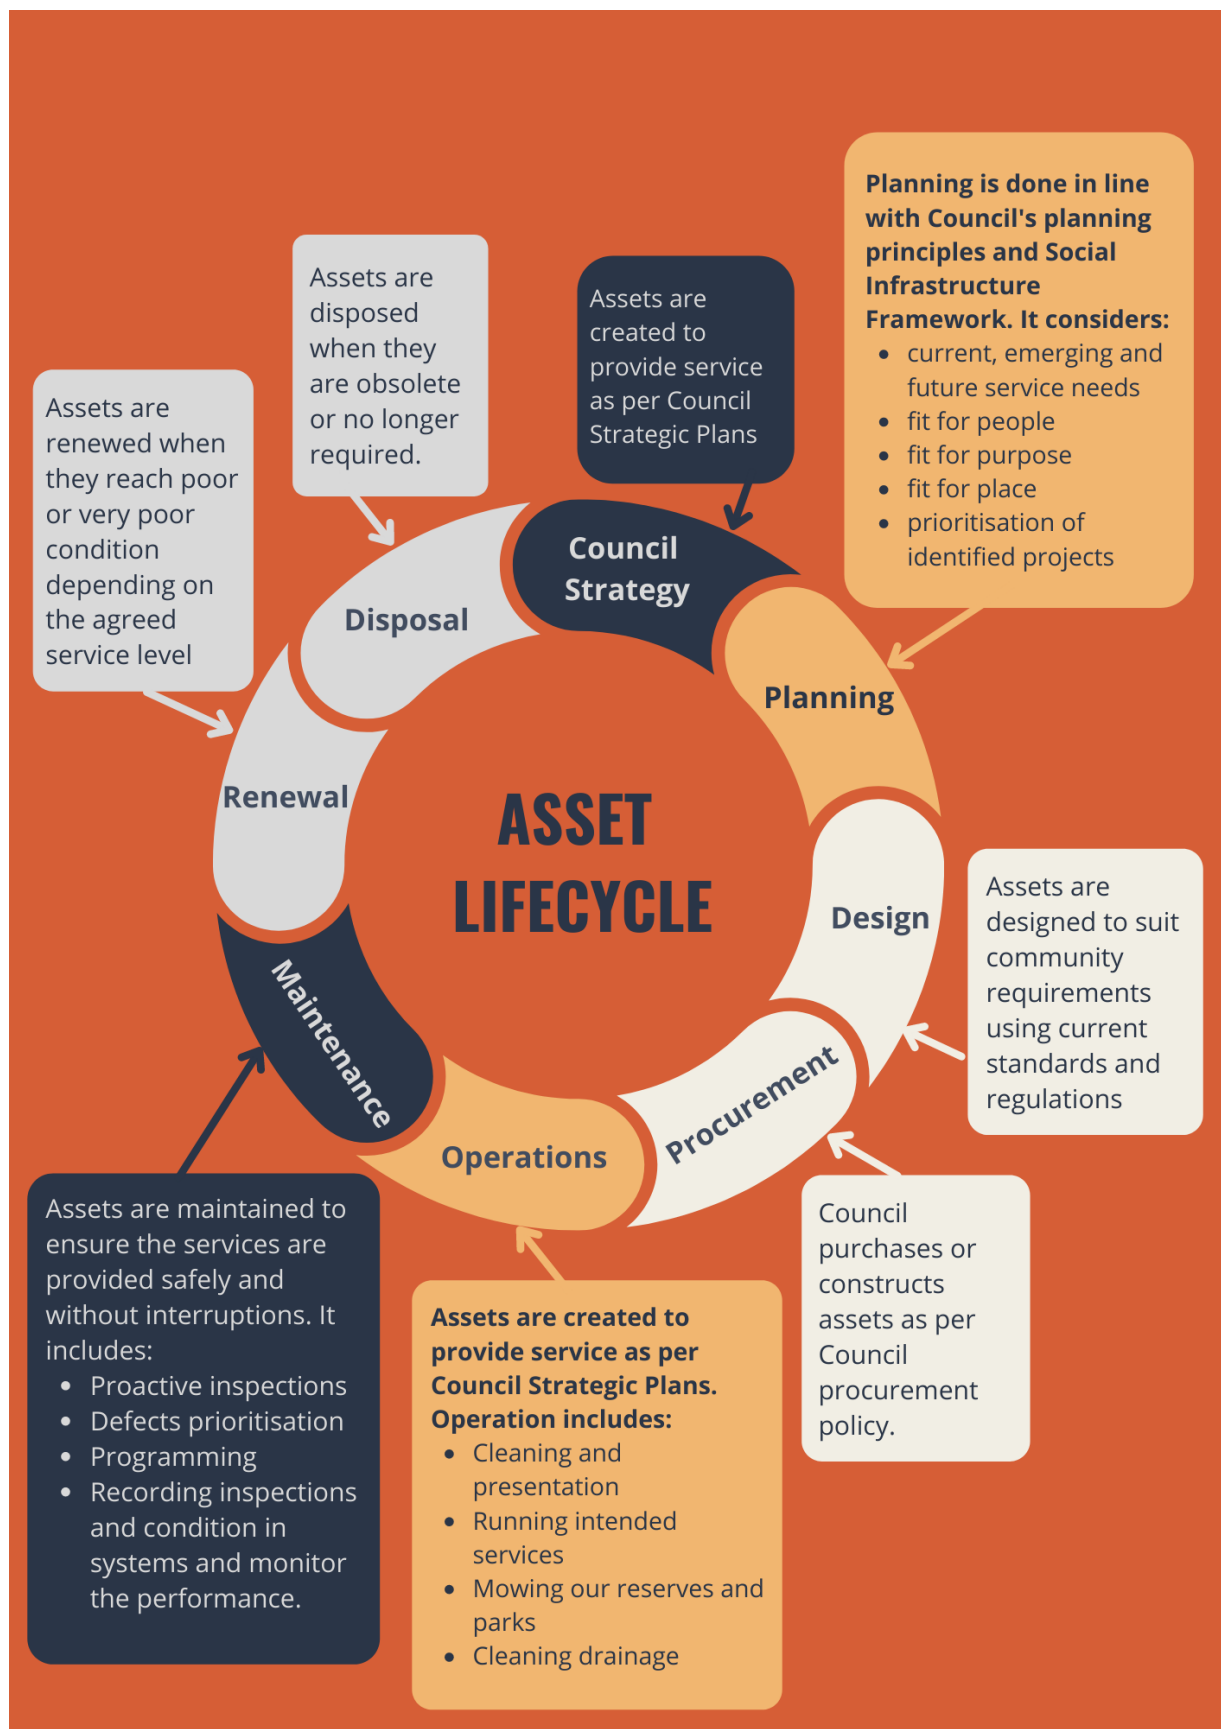 Planning is done in line
with Council's planning
principles and Social
Infrastructure
Framework. It considers:
• current, emerging and
future service needs
• fit for people
• fit for purpose
• fit for place
• prioritisation of
identified projects
Assets are
disposed
when they
are obsolete
or no longer
required.
Assets are
created to
provide service
as per Council
Strategic Plans
Assets are
renewed when
they reach poor
or very poor
condition
depending on
the agreed
service level
Council
Strategy
Disposal
Planning
Renewal
ASSET
LIFECYCLE
Design
Assets are
designed to suit
community
requirements
using current
standards and
regulations
Maintenance
Procurement
Operations
Assets are maintained to
ensure the services are
provided safely and
without interruptions. It
includes:
• Proactive inspections
• Defects prioritisation
• Programming
• Recording inspections
and condition in
systems and monitor
the performance.
Council
purchases or
constructs
assets as per
Council
procurement
policy.
Assets are created to
provide service as per
Council Strategic Plans.
Operation includes:
• Cleaning and
presentation
• Running intended
services
• Mowing our reserves and
parks
• Cleaning drainage